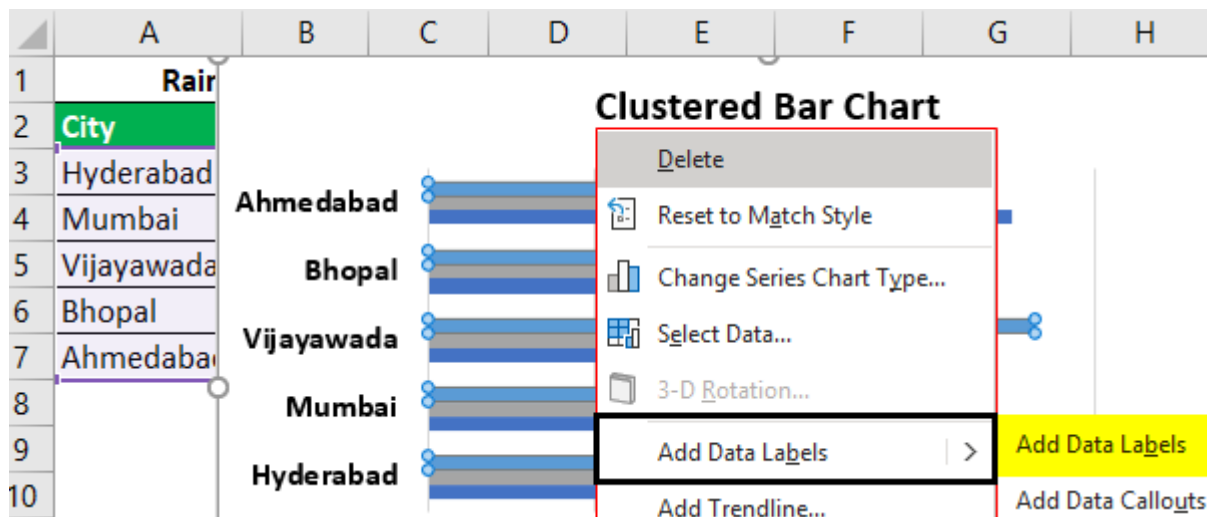 A B C D E F G H
1 Rair
Clustered Bar Chart
2 City
Delete
3 Hyderabad
Ahmedabad
4 Mumbai
Reset to Match Style
5 Vijayawada
Bhopal
Change Series Chart Type...
6 Bhopal
Vijayawada
Select Data...
7 Ahmedabad
3-D Rotation...
8
Mumbai
9
Add Data Labels >
Add Data Labels
Hyderabad
10
Add Trendline...
Add Data Callouts